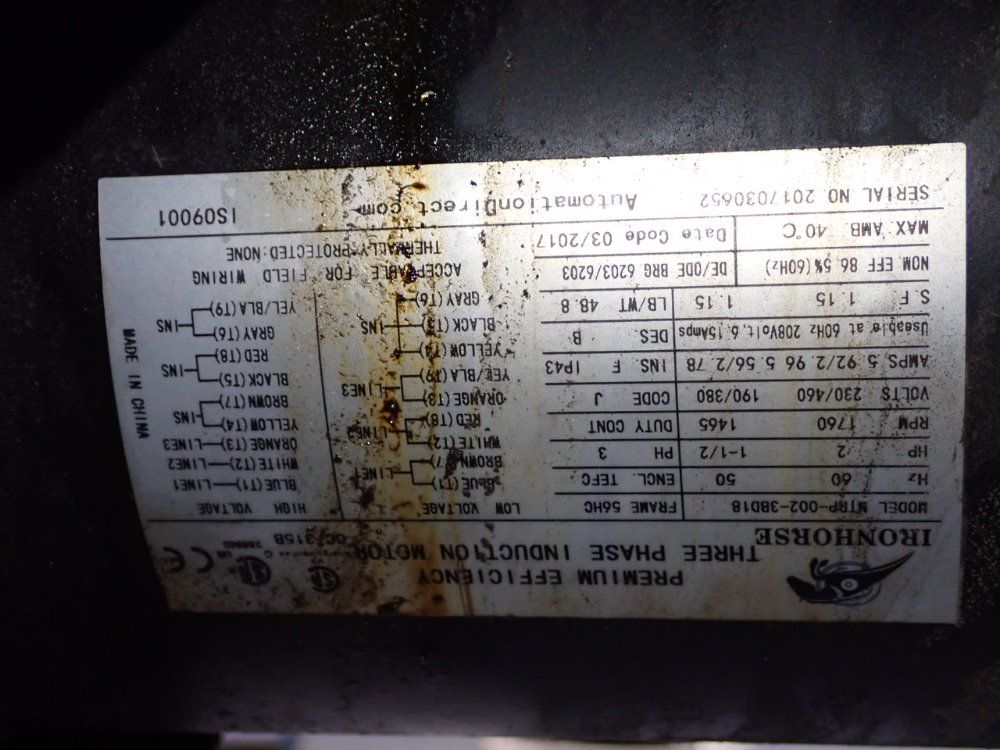 PREMIUM EFFICIENCY
IRONHORSE THREE PHASE INDUCTION MOTOR
CC 315B
MODEL MTRP-002-3BD18 FRAME 56HC
Hz 60 50 ENCL. TEFC
HP 2 1-1/2 PH 3
RPM 1760 1465 DUTY CONT
VOLTS 230/460 190/380 CODE J
AMPS 5.92/2.96 5.56/2.78 INS F IP43
Useable at 60HZ 208Volt, 6.15Amps DES B
S.F 1.15 1.15 LB/WT 48.8
NOM. EFF 86.5%(60Hz) DE/ODE BRG 6203/6203
MAX AMB. 40°C Date Code 03/2017
LOW VOLTAGE
BLUE(T1)
BROWN(T7) LINE1
WHITE(T2)
RED(T8) LINE2
ORANGE(T3)
YEL/BLA(T9) LINE3
YELLOW(T4)
BLACK(T5) INS
GRAY(T6)
HIGH VOLTAGE
BLUE(T1) LINE1
WHITE(T2) LINE2
ORANGE(T3) LINE3
YELLOW(T4)
BROWN(T7) INS
BLACK(T5)
RED(T8) INS
GRAY(T6)
YEL/BLA(T9) INS
ACCEPTABLE FOR FIELD WIRING
THERMALLY PROTECTED-NONE
SERIAL NO 2017030652 AutomationDirect.com ISO9001
MADE IN CHINA